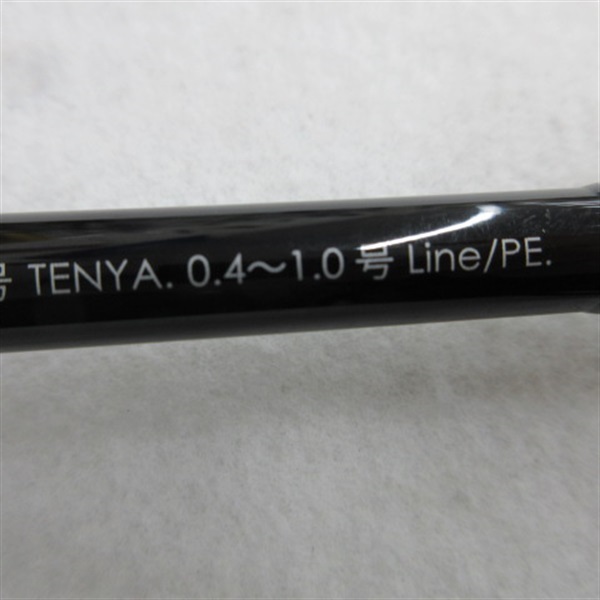 号 TENYA. 0.4〜1.0号 Line/PE.